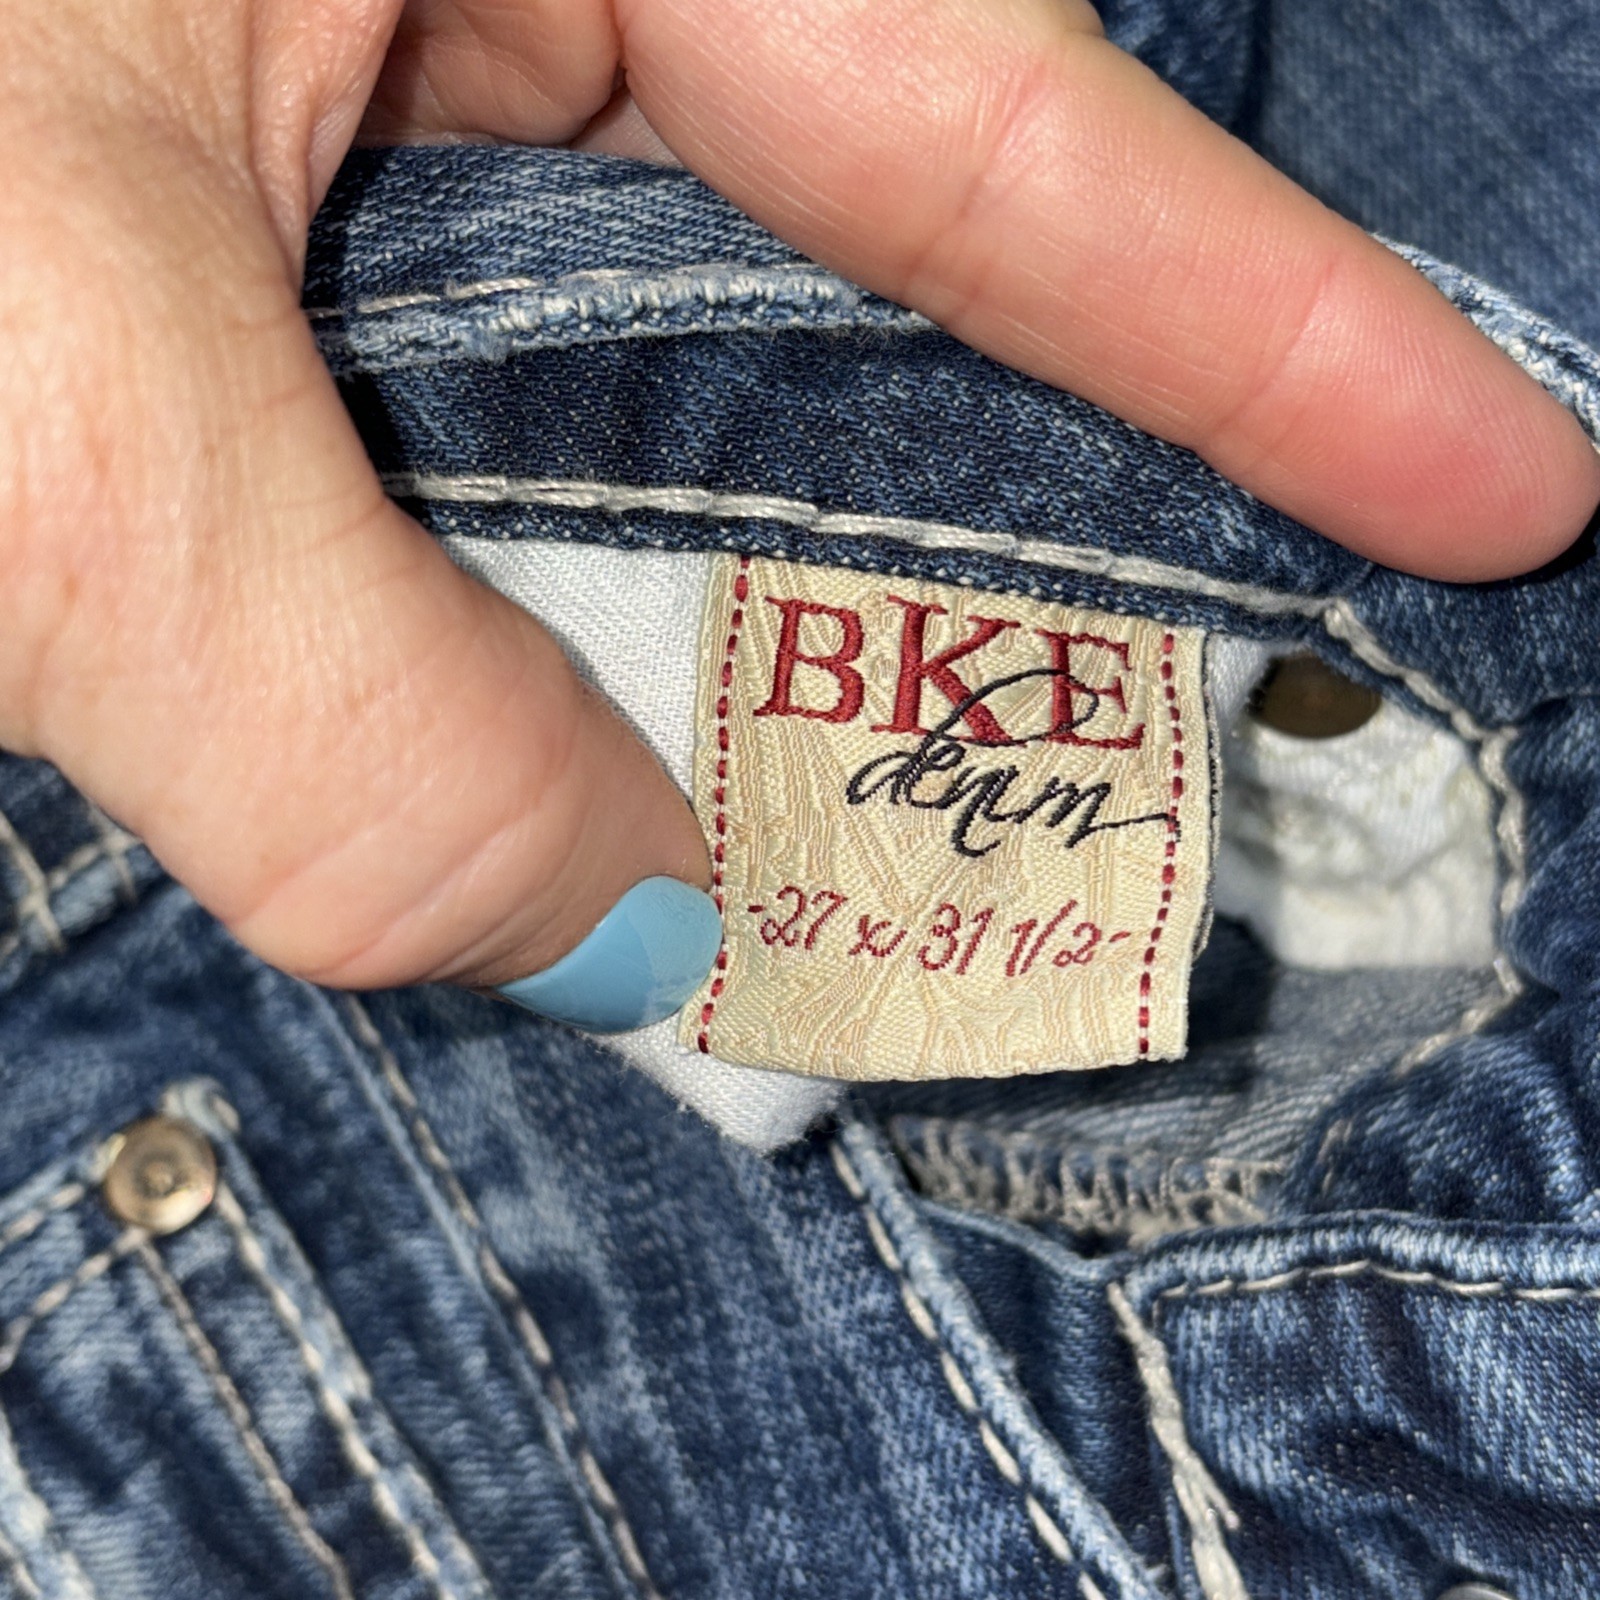 BKE
denim
-27 x 31 1/2-